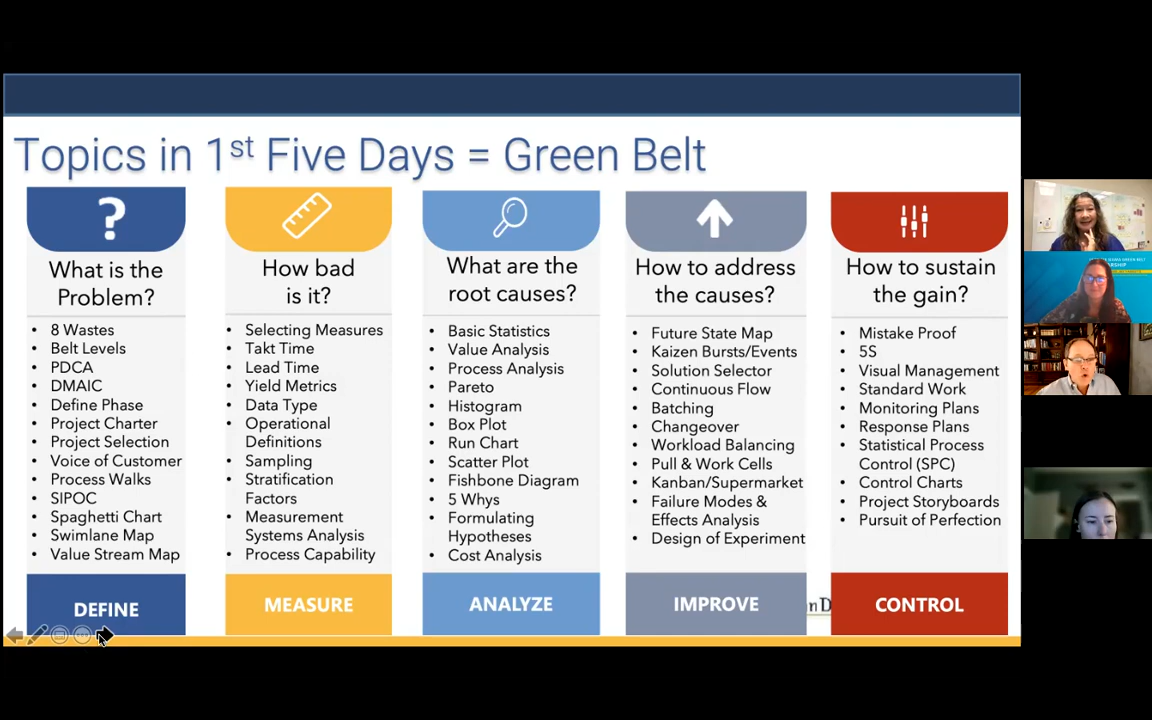 Topics in 1st Five Days = Green Belt
?
What is the
Problem?
8 Wastes
Belt Levels
PDCA
DMAIC
Define Phase
Project Charter
Project Selection
Voice of Customer
Process Walks
SIPOC
Spaghetti Chart
Swimlane Map
Value Stream Map
DEFINE
How bad
is it?
Selecting Measures
Takt Time
Lead Time
Yield Metrics
Data Type
Operational
Definitions
Sampling
Stratification
Factors
Measurement
Systems Analysis
Process Capability
MEASURE
What are the
root causes?
Basic Statistics
Value Analysis
Process Analysis
Pareto
Histogram
Box Plot
Run Chart
Scatter Plot
Fishbone Diagram
5 Whys
Formulating
Hypotheses
Cost Analysis
ANALYZE
How to address
the causes?
Future State Map
Kaizen Bursts/Events
Solution Selector
Continuous Flow
Batching
Changeover
Workload Balancing
Pull & Work Cells
Kanban/Supermarket
Failure Modes &
Effects Analysis
Design of Experiment
IMPROVE
How to sustain
the gain?
Mistake Proof
5S
Visual Management
Standard Work
Monitoring Plans
Response Plans
Statistical Process
Control (SPC)
Control Charts
Project Storyboards
Pursuit of Perfection
CONTROL